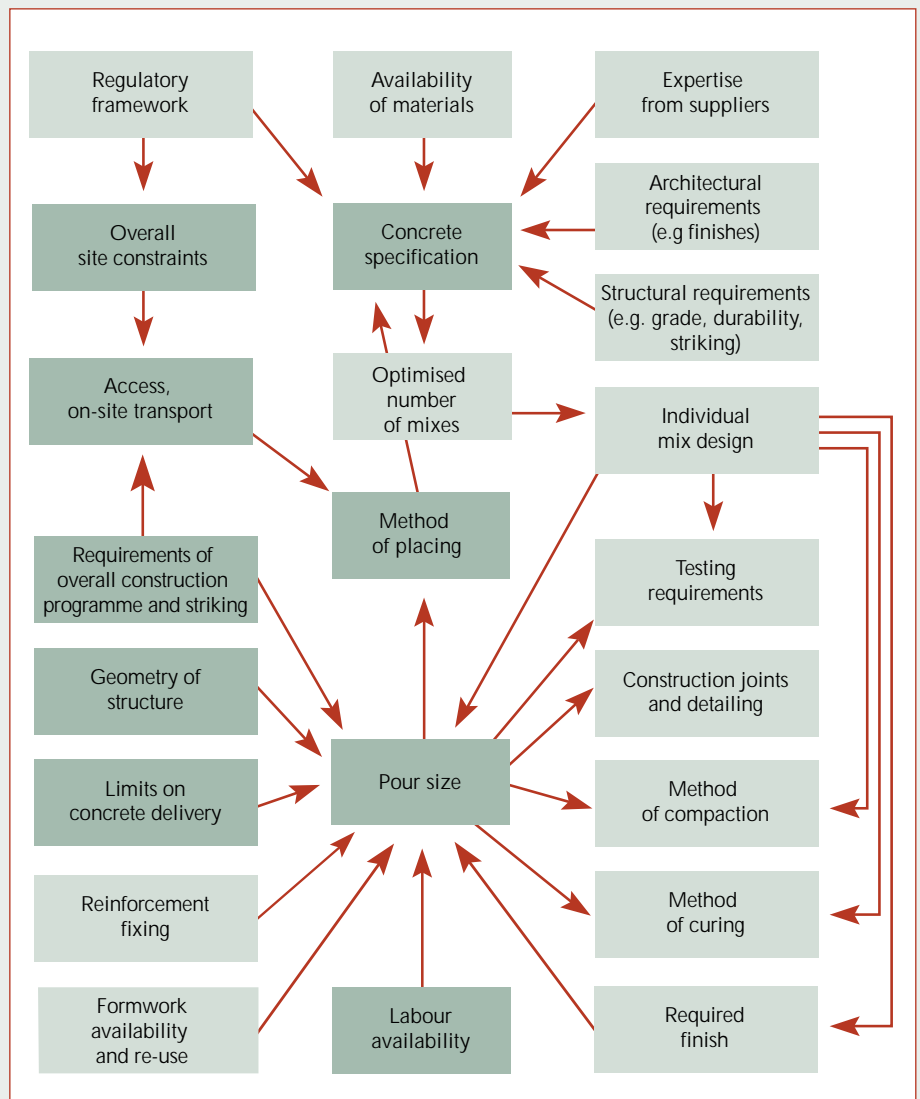 Regulatory
framework
Availability
of materials
Expertise
from suppliers
Overall
site constraints
Concrete
specification
Architectural
requirements
(e.g finishes)
Structural requirements
(e.g. grade, durability,
striking)
Access,
on-site transport
Optimised
number
of mixes
Individual
mix design
Method
of placing
Requirements of
overall construction
programme and striking
Testing
requirements
Geometry of
structure
Construction joints
and detailing
Limits on
concrete delivery
Pour size
Method
of compaction
Reinforcement
fixing
Method
of curing
Formwork
availability
and re-use
Labour
availability
Required
finish